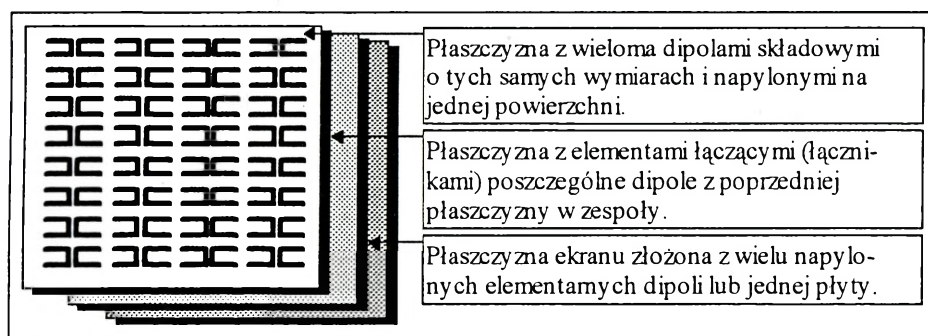 Płaszczyzna z wieloma dipolami składowymi
o tych samych wymiarach i napylonymi na
jednej powierzchni.
Płaszczyzna z elementami łączącymi (łączni-
kami) poszczególne dipole z poprzedniej
płaszczyzny w zespoły.
Płaszczyzna ekranu złożona z wielu napylo-
nych elementarnych dipoli lub jednej płyty.